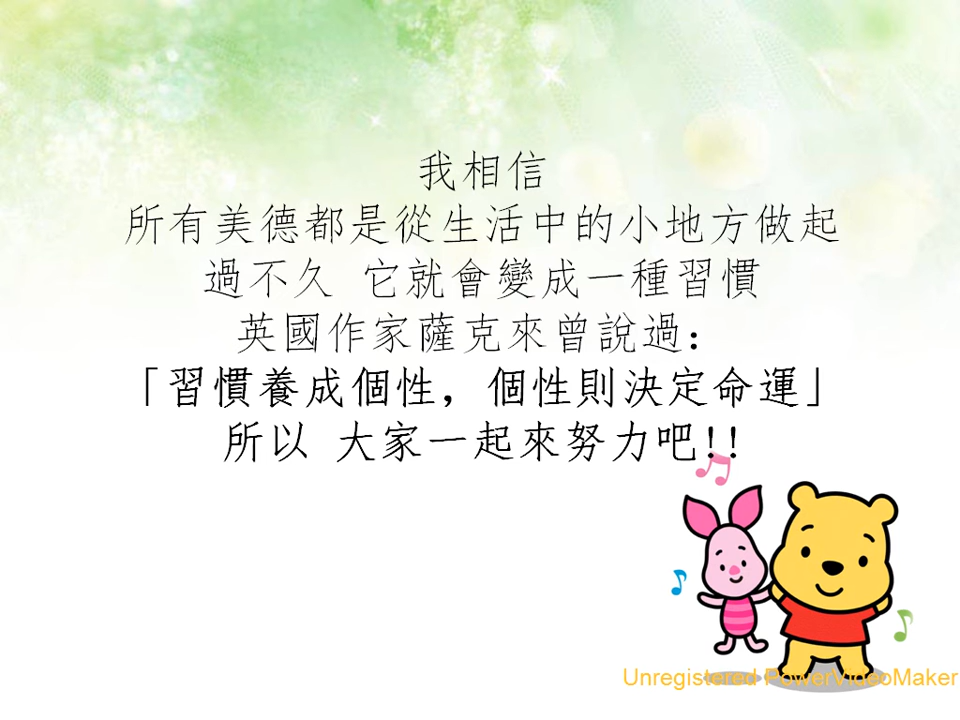 我相信
所有美德都是從生活中的小地方做起
過不久 它就會變成一種習慣
英國作家薩克來曾說過:
「習慣養成個性，個性則決定命運」
所以 大家一起來努力吧!!
Unregistered PowerVideoMaker